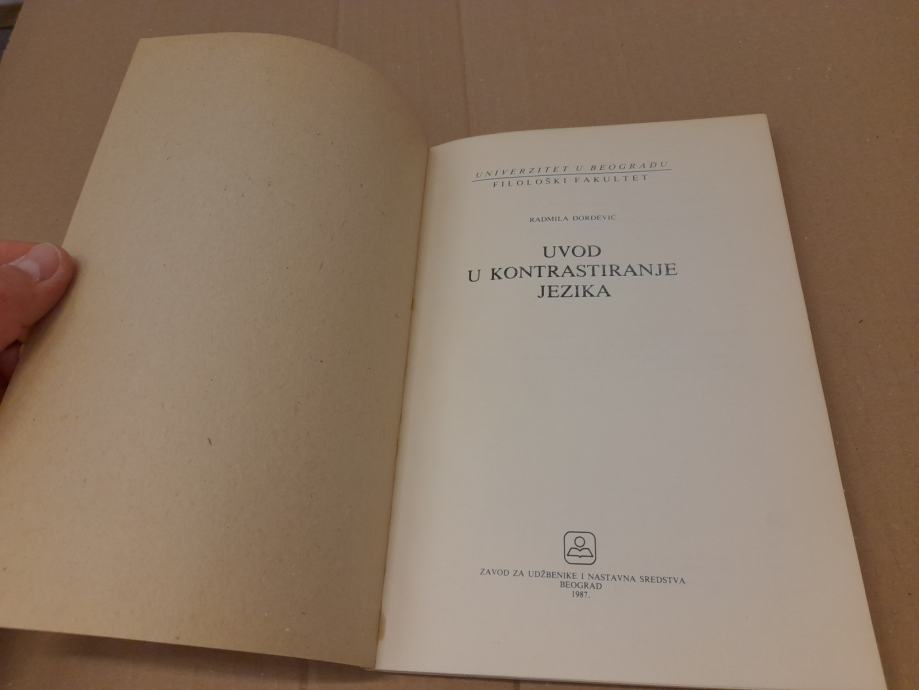 UNIVERZITET U BEOGRADU
FILOLOŠKI FAKULTET
RADMILA ĐORĐEVIĆ
UVOD
U KONTRASTIRANJE
JEZIKA
ZAVOD ZA UDŽBENIKE I NASTAVNA SREDSTVA
BEOGRAD
1987.